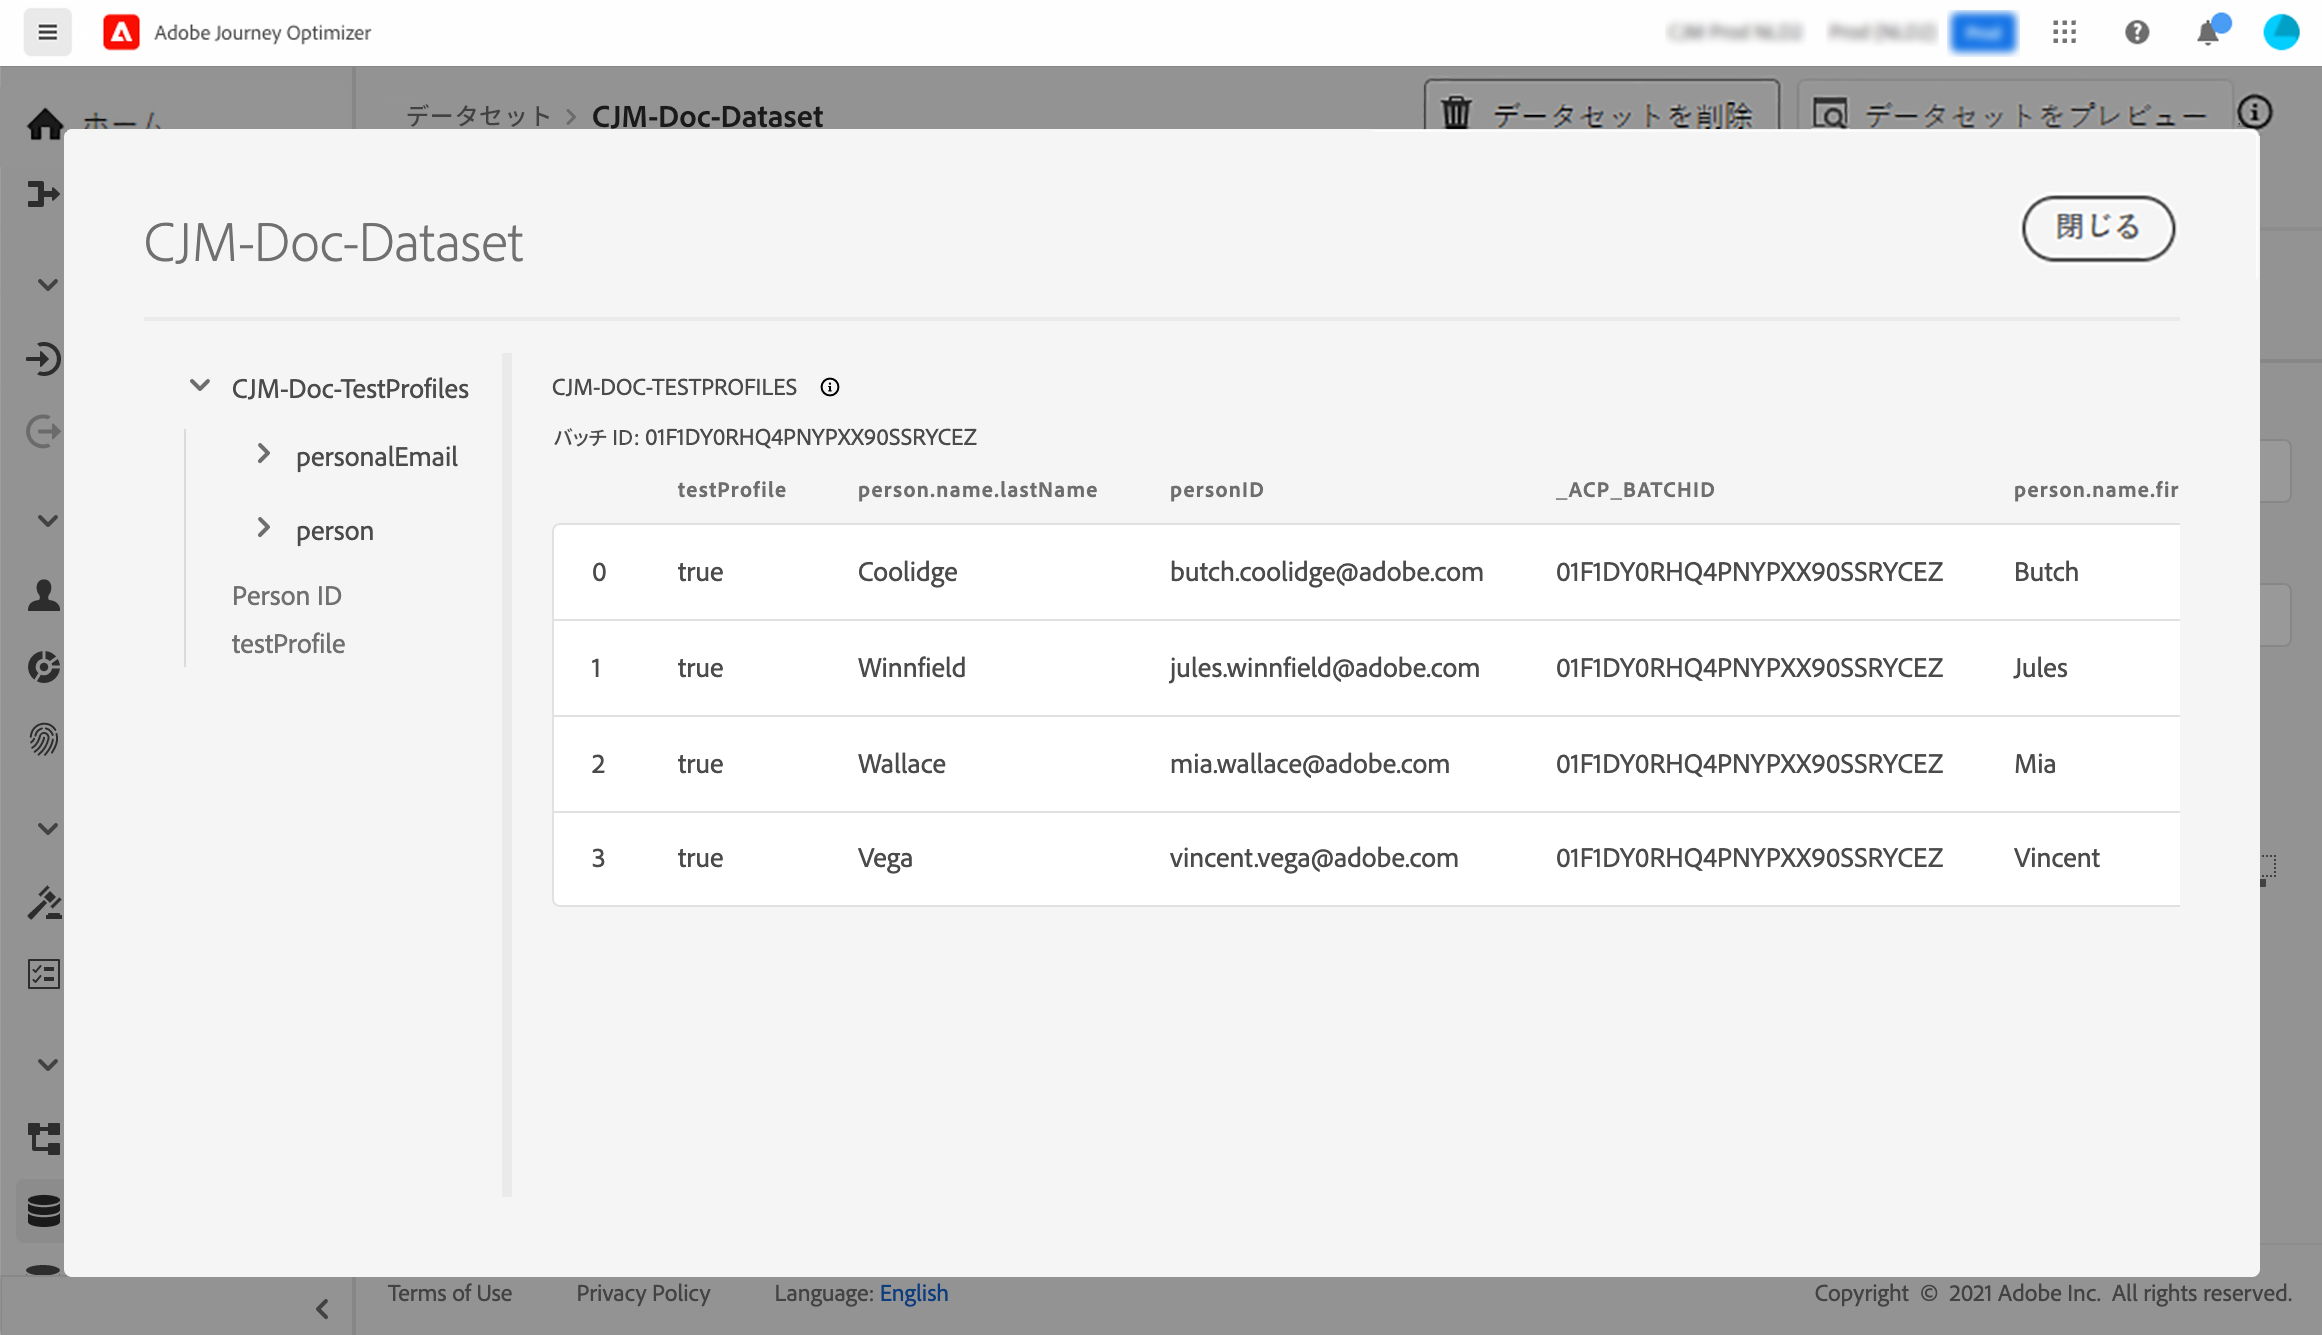 Adobe Journey Optimizer
ホーム
データセット > CJM-Doc-Dataset
データセットを削除
データセットをプレビュー
CJM-Doc-Dataset
閉じる
CJM-Doc-TestProfiles
personalEmail
person
Person ID
testProfile
CJM-DOC-TESTPROFILES
バッチ ID: 01F1DY0RHQ4PNYPXX90SSRYCEZ
testProfile person.name.lastName personID _ACP_BATCHID person.name.fir
0 true Coolidge butch.coolidge@adobe.com 01F1DY0RHQ4PNYPXX90SSRYCEZ Butch
1 true Winnfield jules.winnfield@adobe.com 01F1DY0RHQ4PNYPXX90SSRYCEZ Jules
2 true Wallace mia.wallace@adobe.com 01F1DY0RHQ4PNYPXX90SSRYCEZ Mia
3 true Vega vincent.vega@adobe.com 01F1DY0RHQ4PNYPXX90SSRYCEZ Vincent
Terms of Use Privacy Policy Language: English Copyright © 2021 Adobe Inc. All rights reserved.